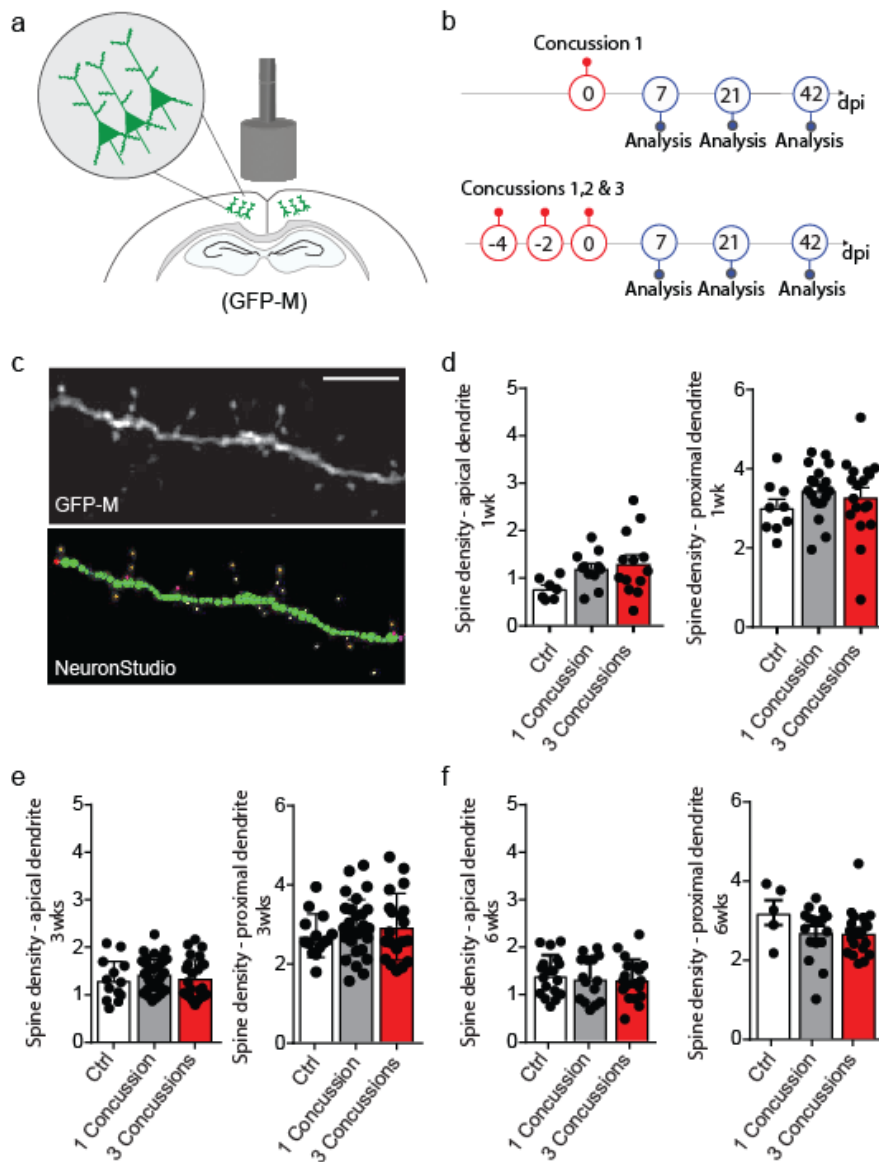 a
(GFP-M)
b
Concussion 1
0 7 21 42
dpi
Analysis Analysis Analysis
Concussions 1,2 & 3
-4 -2 0 7 21 42
dpi
Analysis Analysis Analysis
c
GFP-M
NeuronStudio
d
Spine density - apical dendrite
1wk
5
4
3
2
1
0
Ctrl
1 Concussion
3 Concussions
Spine density - proximal dendrite
1wk
6
4
2
0
Ctrl
1 Concussion
3 Concussions
e
Spine density - apical dendrite
3wks
5
4
3
2
1
0
Ctrl
1 Concussion
3 Concussions
Spine density - proximal dendrite
3wks
6
4
2
0
Ctrl
1 Concussion
3 Concussions
f
Spine density - apical dendrite
6wks
5
4
3
2
1
0
Ctrl
1 Concussion
3 Concussions
Spine density - proximal dendrite
6wks
6
4
2
0
Ctrl
1 Concussion
3 Concussions